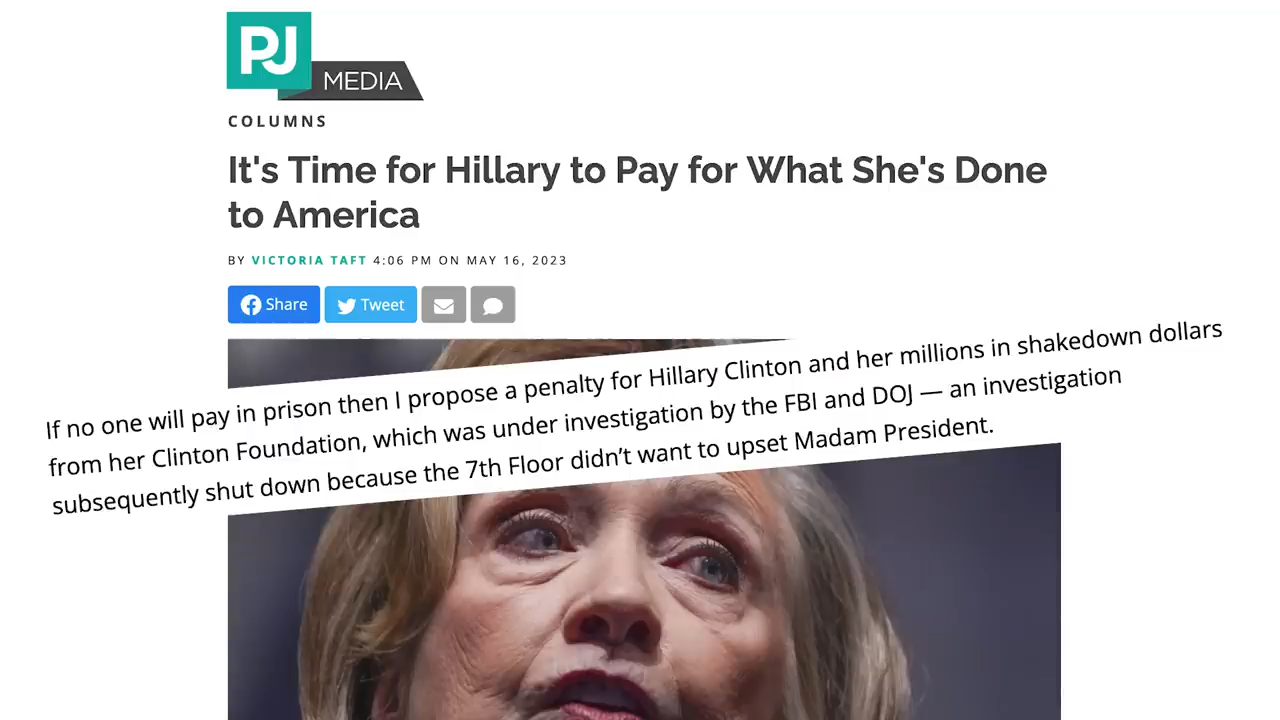 PJ
MEDIA
COLUMNS
It's Time for Hillary to Pay for What She's Done
to America
BY VICTORIA TAFT 4:06 PM ON MAY 16, 2023
Share Tweet
If no one will pay in prison then I propose a penalty for Hillary Clinton and her millions in shakedown dollars
from her Clinton Foundation, which was under investigation by the FBI and DOJ — an investigation
subsequently shut down because the 7th Floor didn’t want to upset Madam President.